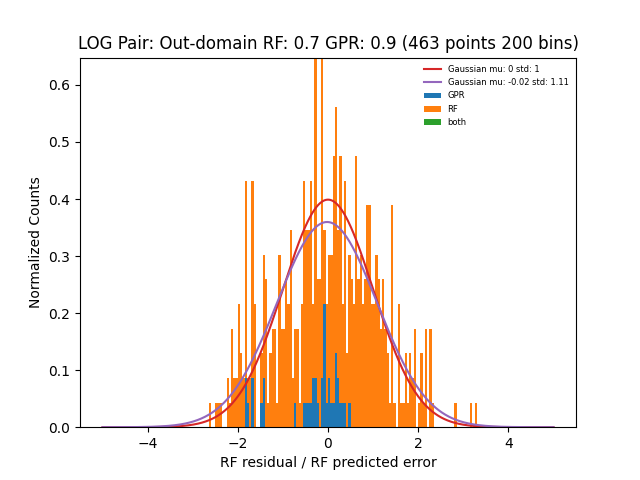 LOG Pair: Out-domain RF: 0.7 GPR: 0.9 (463 points 200 bins)
Gaussian mu: 0 std: 1
Gaussian mu: -0.02 std: 1.11
GPR
RF
both
Normalized Counts
0.6
0.5
0.4
0.3
0.2
0.1
0.0
−4 −2 0 2 4
RF residual / RF predicted error